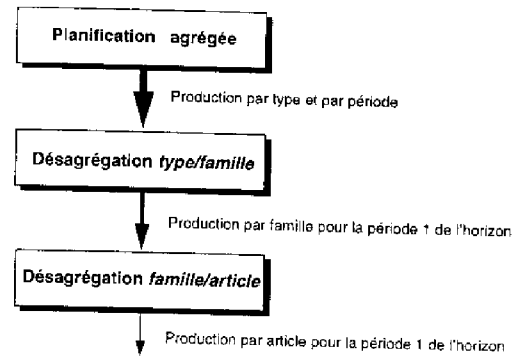 Planification agrégée
Production par type et par période
Désagrégation type/famille
Production par famille pour la période 1 de l'horizon
Désagrégation famille/article
Production par article pour la période 1 de l'horizon